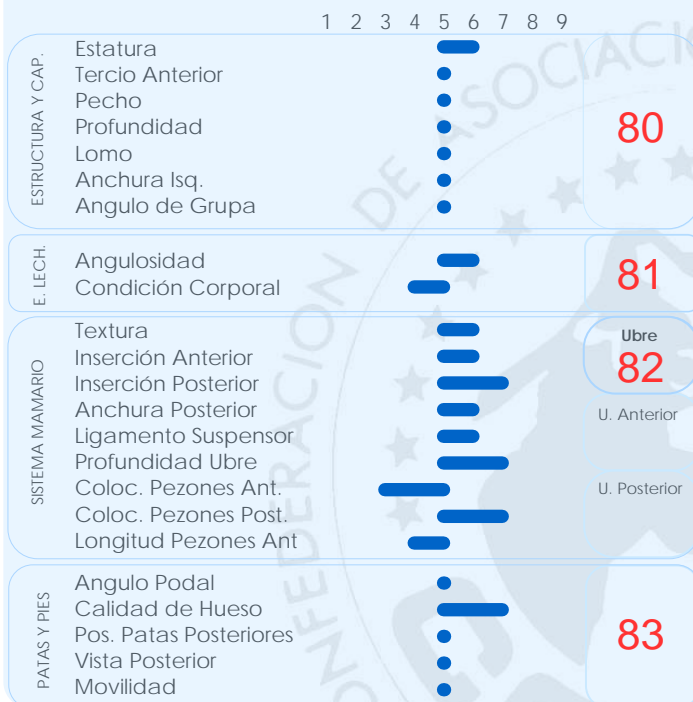 1 2 3 4 5 6 7 8 9
ESTRUCTURA Y CAP.
Estatura
Tercio Anterior
Pecho
Profundidad
Lomo
Anchura Isq.
Angulo de Grupa
80
E. LECH.
Angulosidad
Condición Corporal
81
SISTEMA MAMARIO
Textura
Inserción Anterior
Inserción Posterior
Anchura Posterior
Ligamento Suspensor
Profundidad Ubre
Coloc. Pezones Ant.
Coloc. Pezones Post.
Longitud Pezones Ant
Ubre
82
U. Anterior
U. Posterior
PATAS Y PIES
Angulo Podal
Calidad de Hueso
Pos. Patas Posteriores
Vista Posterior
Movilidad
83